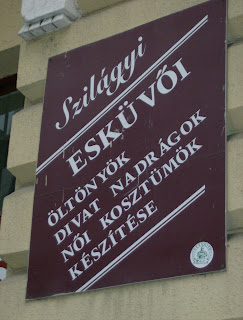 Szilágyi
ESKÜVŐI
ÖLTÖNYÖK
DIVAT NADRÁGOK
NŐI KOSZTÜMÖK
KÉSZÍTÉSE